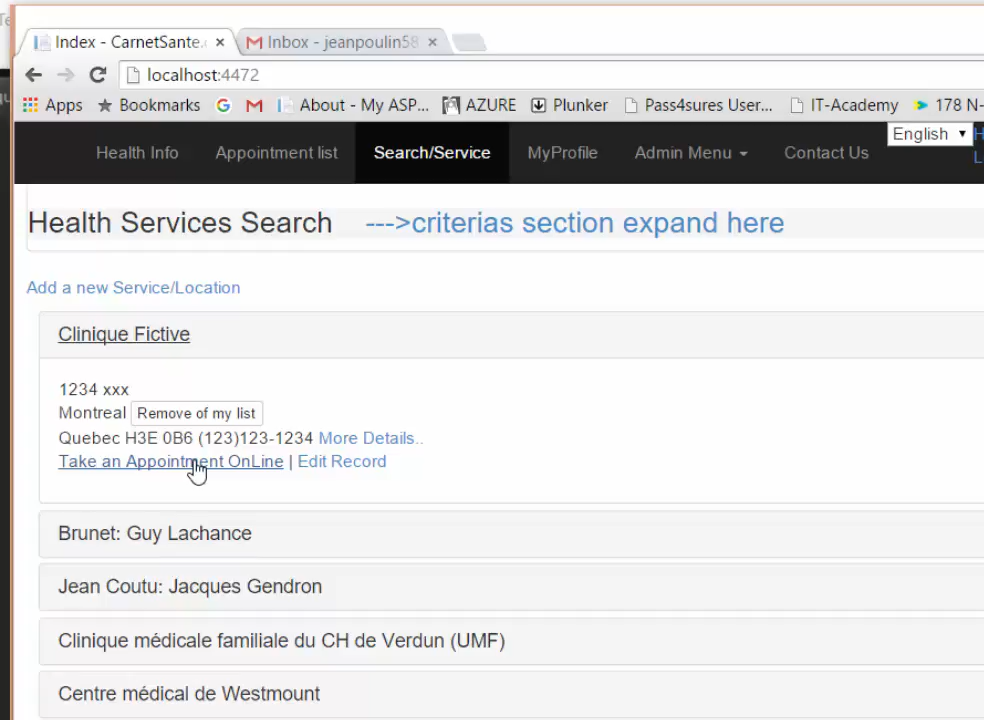 Index - CarnetSante. × Inbox - jeanpoulin58 ×
localhost:4472
Apps Bookmarks About - My ASP... AZURE Plunker Pass4sures User... IT-Academy 178 N-
Health Info Appointment list Search/Service MyProfile Admin Menu Contact Us English H
L
Health Services Search --->criterias section expand here
Add a new Service/Location
Clinique Fictive
1234 xxx
Montreal Remove of my list
Quebec H3E 0B6 (123)123-1234 More Details..
Take an Appointment OnLine | Edit Record
Brunet: Guy Lachance
Jean Coutu: Jacques Gendron
Clinique médicale familiale du CH de Verdun (UMF)
Centre médical de Westmount